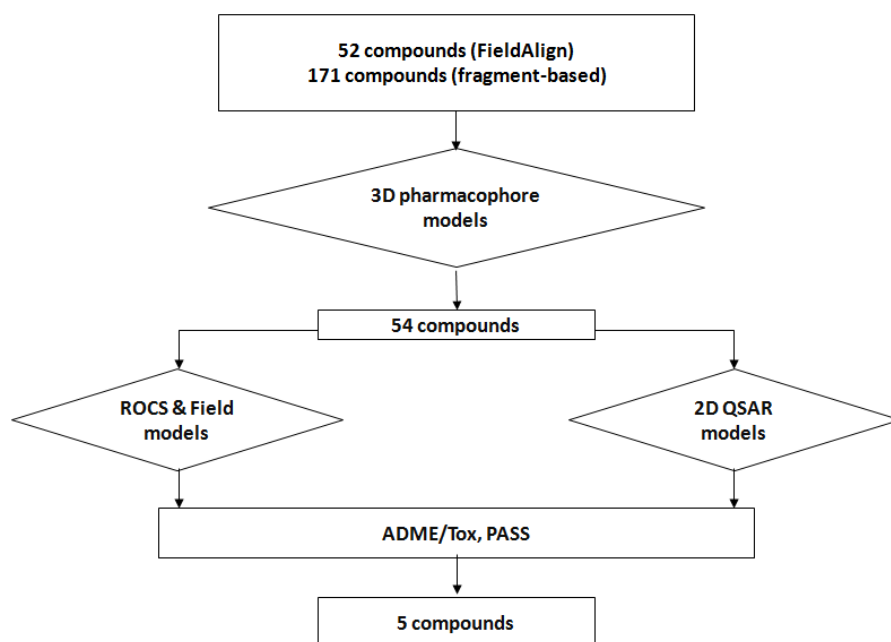 52 compounds (FieldAlign)
171 compounds (fragment-based)
3D pharmacophore
models
54 compounds
ROCS & Field
models
2D QSAR
models
ADME/Tox, PASS
5 compounds